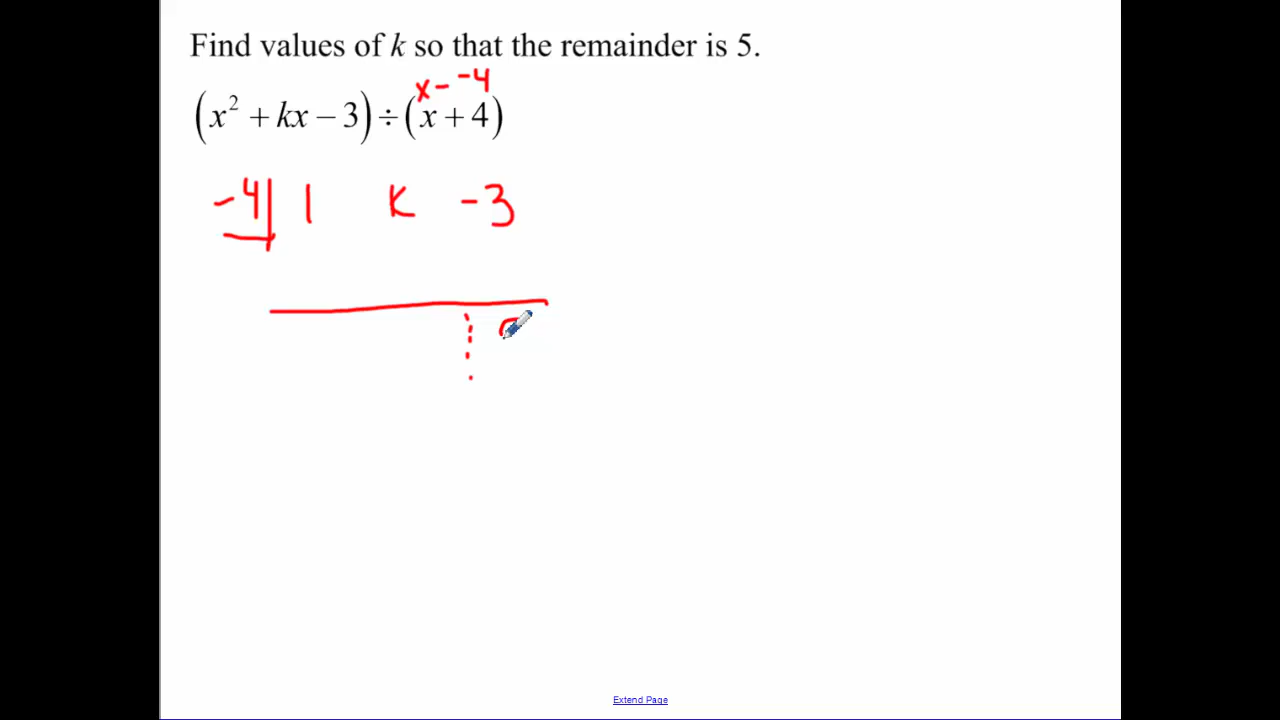 Find values of k so that the remainder is 5.
x - -4
(x² + kx − 3) ÷ (x + 4)
-4| 1 K -3
Extend Page